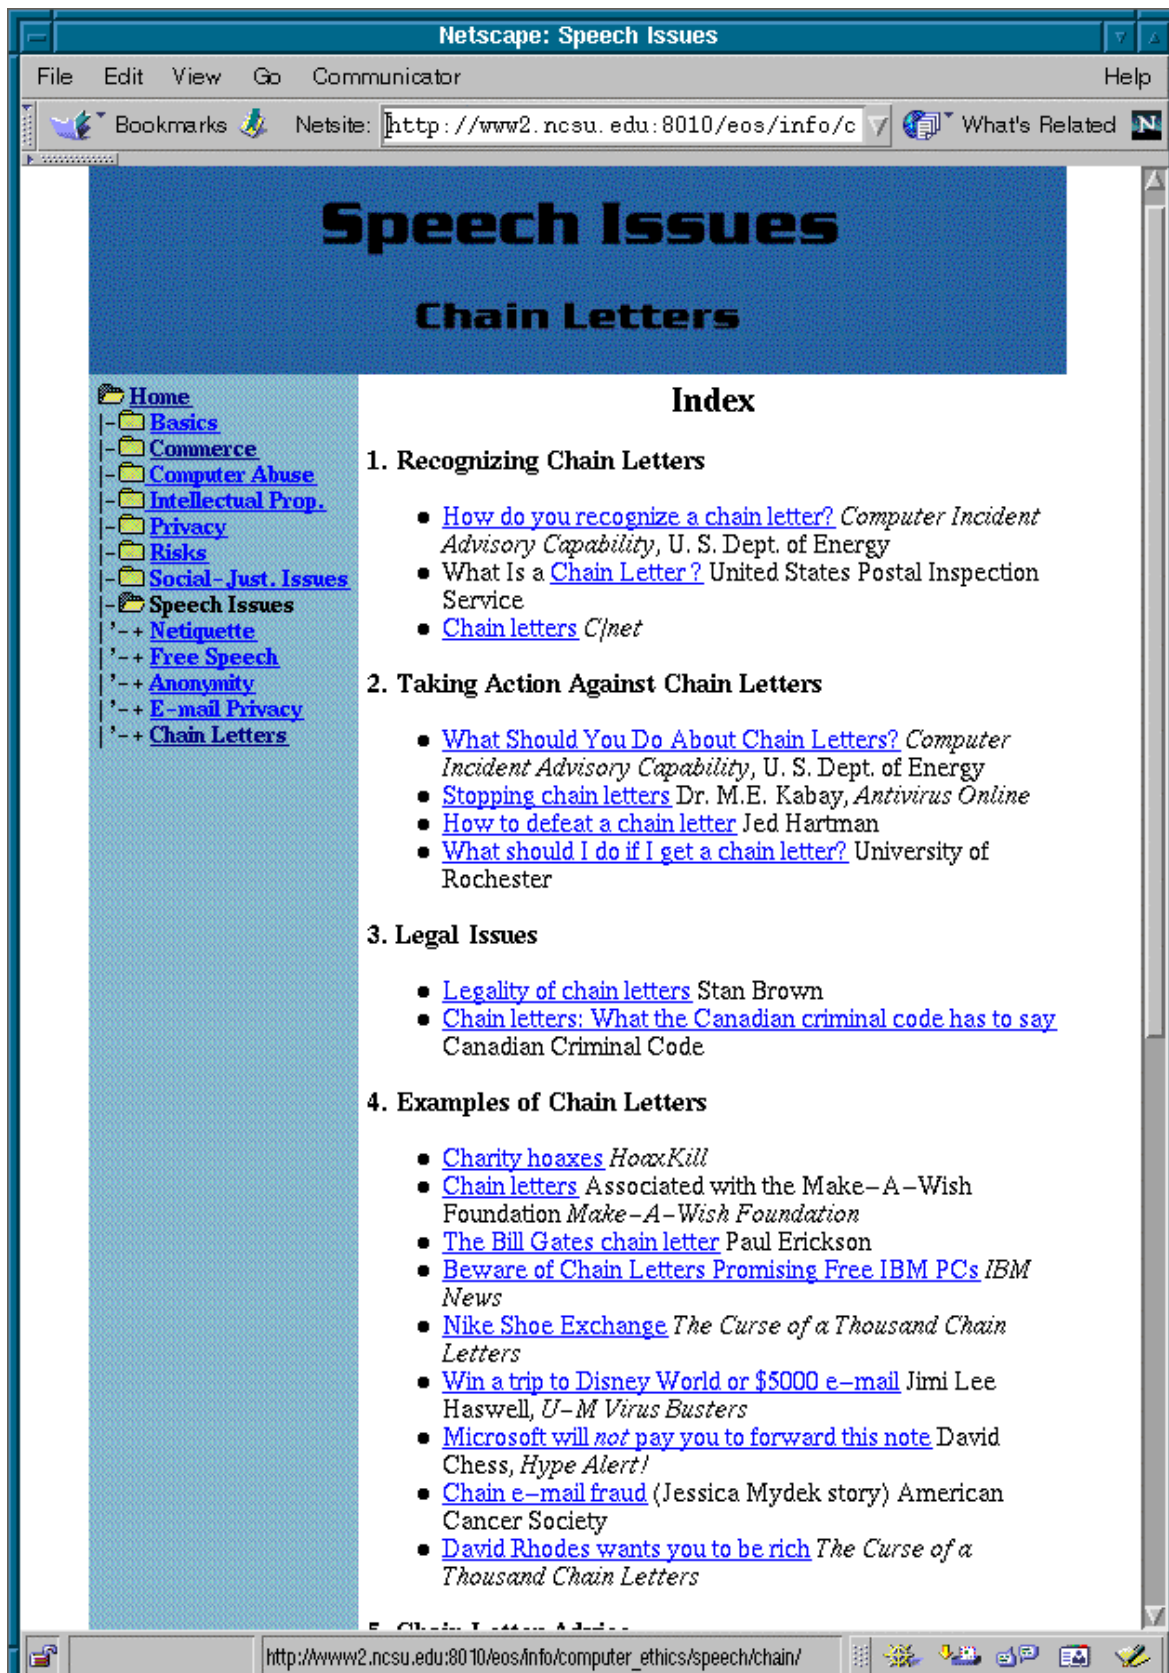 Netscape: Speech Issues
File Edit View Go Communicator Help
Bookmarks Netsite: http://www2.ncsu.edu:8010/eos/info/c What's Related N
Speech Issues
Chain Letters
Home
|- Basics
|- Commerce
|- Computer Abuse
|- Intellectual Prop.
|- Privacy
|- Risks
|- Social-Just. Issues
|- Speech Issues
|'-+ Netiquette
|'-+ Free Speech
|'-+ Anonymity
|'-+ E-mail Privacy
|'-+ Chain Letters
Index
1. Recognizing Chain Letters
● How do you recognize a chain letter? Computer Incident
Advisory Capability, U. S. Dept. of Energy
● What Is a Chain Letter? United States Postal Inspection
Service
● Chain letters C|net
2. Taking Action Against Chain Letters
● What Should You Do About Chain Letters? Computer
Incident Advisory Capability, U. S. Dept. of Energy
● Stopping chain letters Dr. M.E. Kabay, Antivirus Online
● How to defeat a chain letter Jed Hartman
● What should I do if I get a chain letter? University of
Rochester
3. Legal Issues
● Legality of chain letters Stan Brown
● Chain letters: What the Canadian criminal code has to say
Canadian Criminal Code
4. Examples of Chain Letters
● Charity hoaxes HoaxKill
● Chain letters Associated with the Make-A-Wish
Foundation Make-A-Wish Foundation
● The Bill Gates chain letter Paul Erickson
● Beware of Chain Letters Promising Free IBM PCs IBM
News
● Nike Shoe Exchange The Curse of a Thousand Chain
Letters
● Win a trip to Disney World or $5000 e-mail Jimi Lee
Haswell, U-M Virus Busters
● Microsoft will not pay you to forward this note David
Chess, Hype Alert!
● Chain e-mail fraud (Jessica Mydek story) American
Cancer Society
● David Rhodes wants you to be rich The Curse of a
Thousand Chain Letters
5. Chain Letter Advice
http://www2.ncsu.edu:8010/eos/info/computer_ethics/speech/chain/